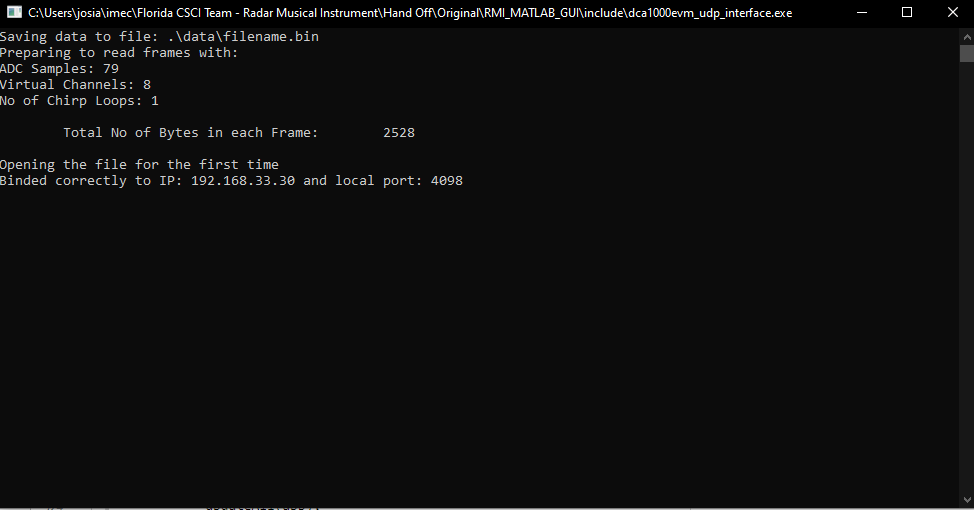 C:\Users\josia\imec\Florida CSCI Team - Radar Musical Instrument\Hand Off\Original\RMI_MATLAB_GUI\include\dca1000evm_udp_interface.exe
Saving data to file: .\data\filename.bin
Preparing to read frames with:
ADC Samples: 79
Virtual Channels: 8
No of Chirp Loops: 1
Total No of Bytes in each Frame: 2528
Opening the file for the first time
Binded correctly to IP: 192.168.33.30 and local port: 4098